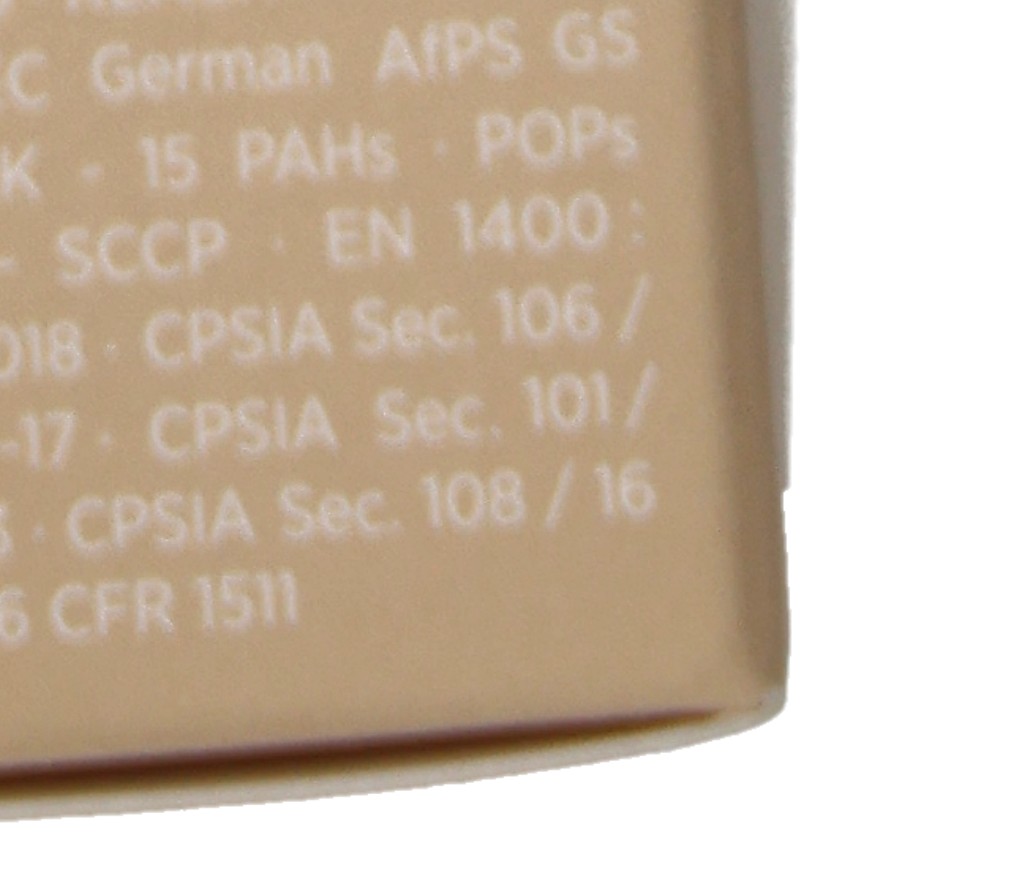 C German AfPS GS
K · 15 PAHs · POPs
- SCCP · EN 1400 :
018 · CPSIA Sec. 106 /
-17 · CPSIA Sec. 101 /
· CPSIA Sec. 108 / 16
6 CFR 1511